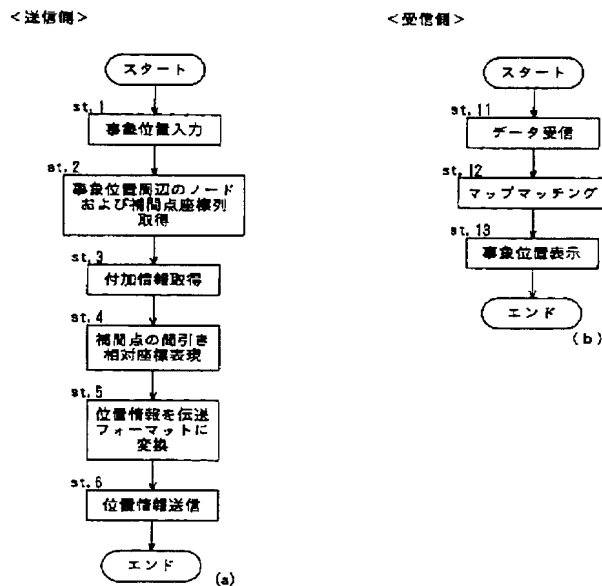 <送信側>
スタート
st.1
事象位置入力
st.2
事象位置周辺のノード
および補間点座標列
取得
st.3
付加情報取得
st.4
補間点の間引き
相対座標表現
st.5
位置情報を伝送
フォーマットに
変換
st.6
位置情報送信
エンド
(a)
<受信側>
スタート
st.11
データ受信
st.12
マップマッチング
st.13
事象位置表示
エンド
(b)